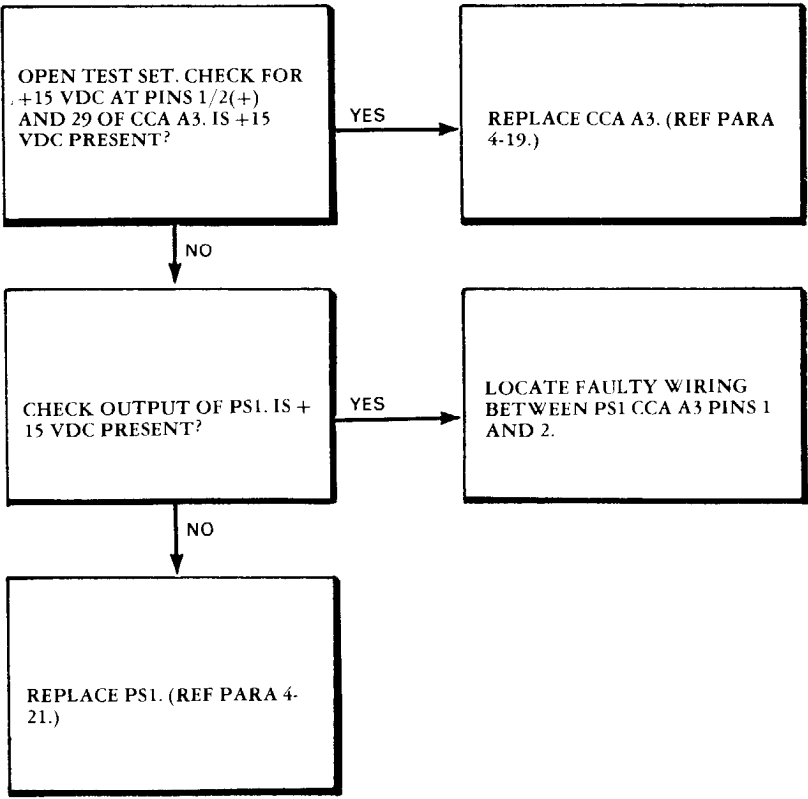 OPEN TEST SET. CHECK FOR
+15 VDC AT PINS 1/2(+)
AND 29 OF CCA A3. IS +15
VDC PRESENT?
YES
REPLACE CCA A3. (REF PARA
4-19.)
NO
CHECK OUTPUT OF PS1. IS +
15 VDC PRESENT?
YES
LOCATE FAULTY WIRING
BETWEEN PS1 CCA A3 PINS 1
AND 2.
NO
REPLACE PS1. (REF PARA 4-
21.)